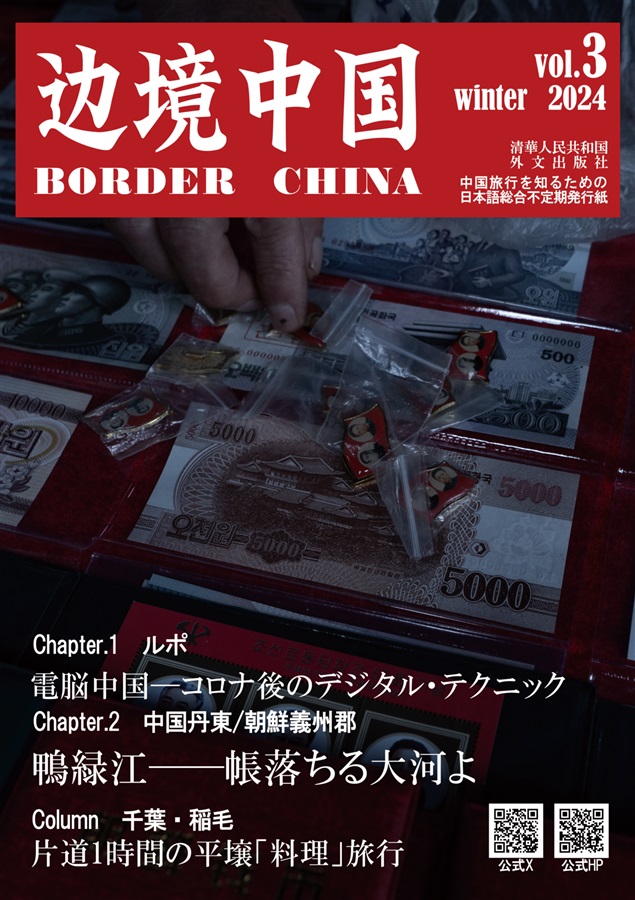 边境中国
BORDER CHINA
vol.3
winter 2024
清華人民共和国
外文出版社
中国旅行を知るための
日本語総合不定期発行紙
0000000
500
10000
5000
5000
오천원
5000
5000
Chapter.1 ルポ
電脳中国―コロナ後のデジタル・テクニック
Chapter.2 中国丹東/朝鮮義州郡
鴨緑江――帳落ちる大河よ
Column 千葉・稲毛
片道1時間の平壌「料理」旅行
公式X
公式HP